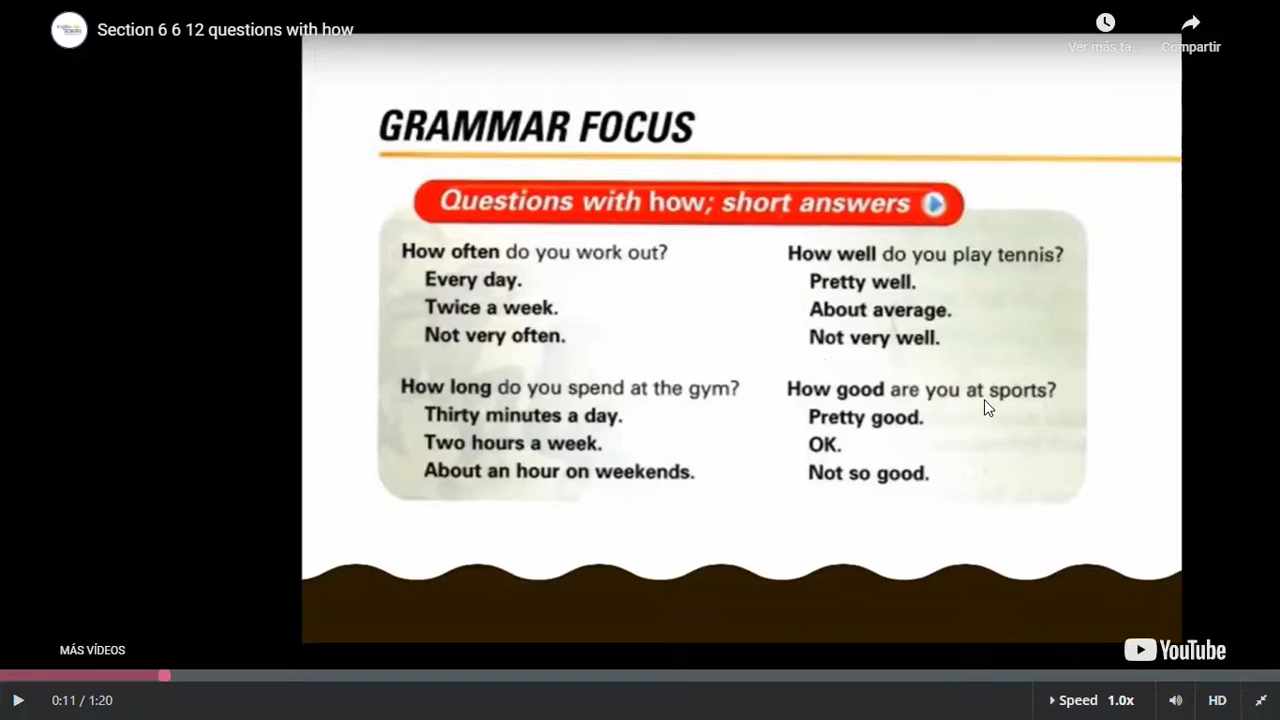 Section 6 6 12 questions with how
Ver más ta...
Compartir
GRAMMAR FOCUS
Questions with how; short answers
How often do you work out?
Every day.
Twice a week.
Not very often.
How long do you spend at the gym?
Thirty minutes a day.
Two hours a week.
About an hour on weekends.
How well do you play tennis?
Pretty well.
About average.
Not very well.
How good are you at sports?
Pretty good.
OK.
Not so good.
MÁS VÍDEOS
YouTube
0:11 / 1:20
Speed 1.0x
HD